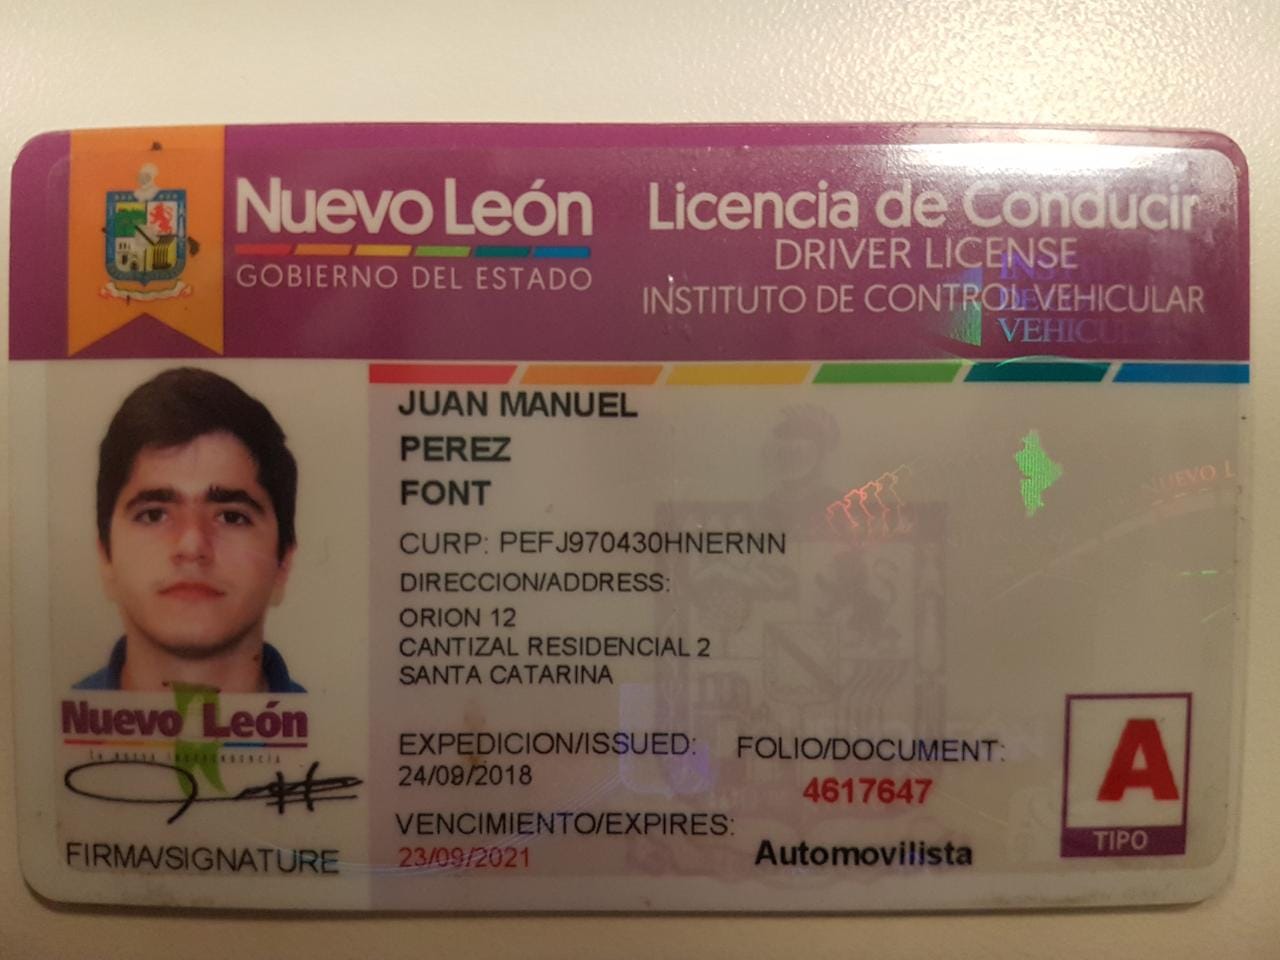 Nuevo León
GOBIERNO DEL ESTADO
Licencia de Conducir
DRIVER LICENSE
INSTITUTO DE CONTROL VEHICULAR
JUAN MANUEL
PEREZ
FONT
CURP: PEFJ970430HNERNN
DIRECCION/ADDRESS:
ORION 12
CANTIZAL RESIDENCIAL 2
SANTA CATARINA
Nuevo León
la nueva independencia
FIRMA/SIGNATURE
EXPEDICION/ISSUED:
24/09/2018
VENCIMIENTO/EXPIRES:
23/09/2021
FOLIO/DOCUMENT:
4617647
Automovilista
A
TIPO